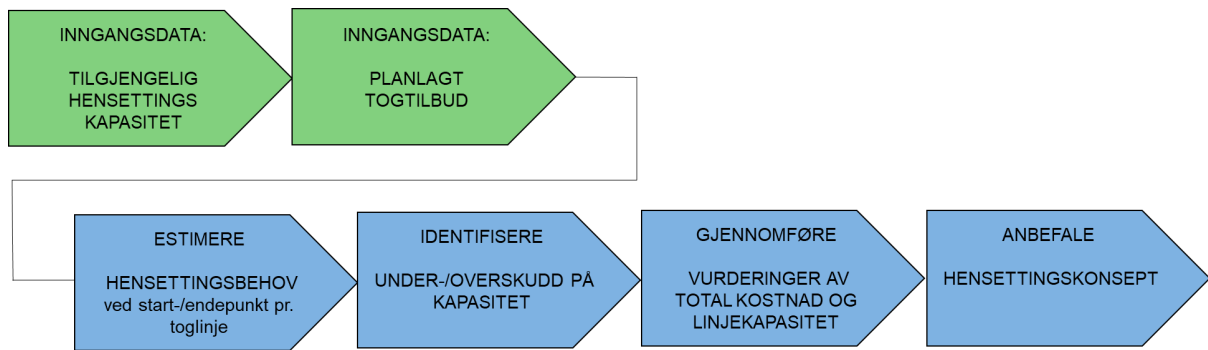 INNGANGSDATA:
TILGJENGELIG
HENSETTINGS
KAPASITET
INNGANGSDATA:
PLANLAGT
TOGTILBUD
ESTIMERE
HENSETTINGSBEHOV
ved start-/endepunkt pr.
toglinje
IDENTIFISERE
UNDER-/OVERSKUDD PÅ
KAPASITET
GJENNOMFØRE
VURDERINGER AV
TOTAL KOSTNAD OG
LINJEKAPASITET
ANBEFALE
HENSETTINGSKONSEPT